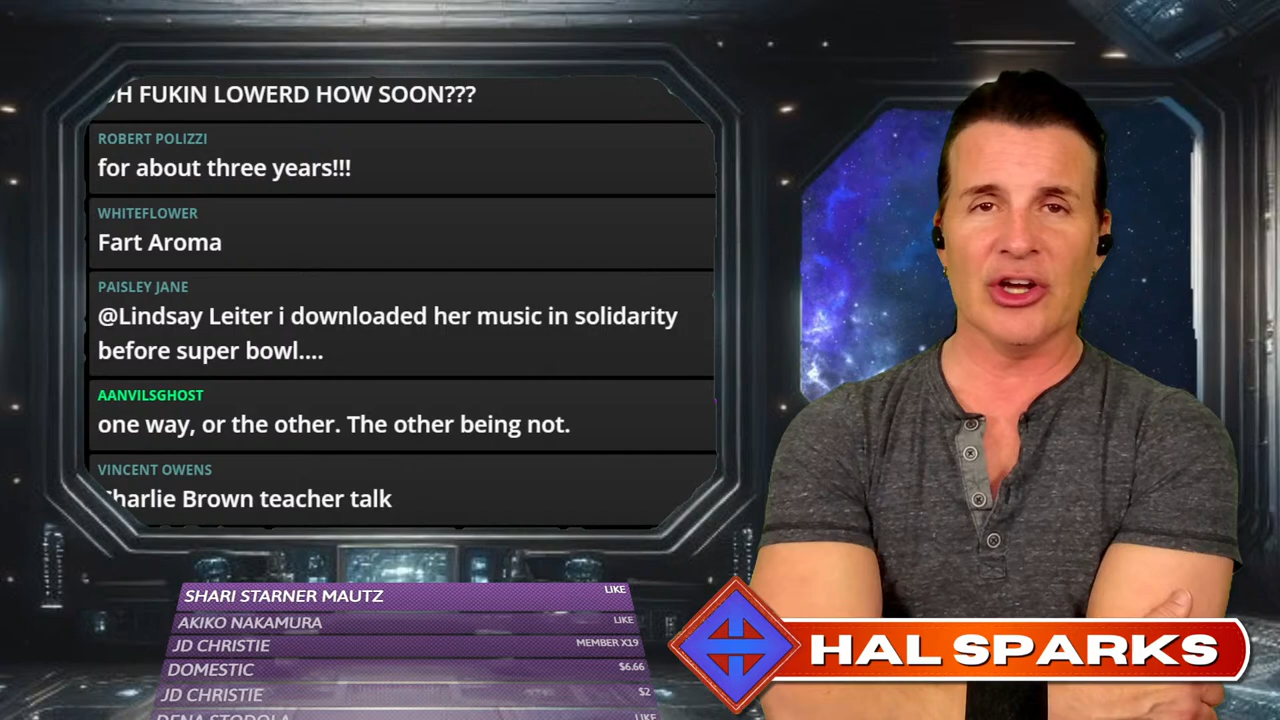 FUKIN LOWERD HOW SOON???
ROBERT POLIZZI
for about three years!!!
WHITEFLOWER
Fart Aroma
PAISLEY JANE
@Lindsay Leiter i downloaded her music in solidarity
before super bowl....
AANVILSGHOST
one way, or the other. The other being not.
VINCENT OWENS
Charlie Brown teacher talk
SHARI STARNER MAUTZ LIKE
AKIKO NAKAMURA LIKE
JD CHRISTIE MEMBER X19
DOMESTIC $6.66
JD CHRISTIE $2
LIKE
HAL SPARKS